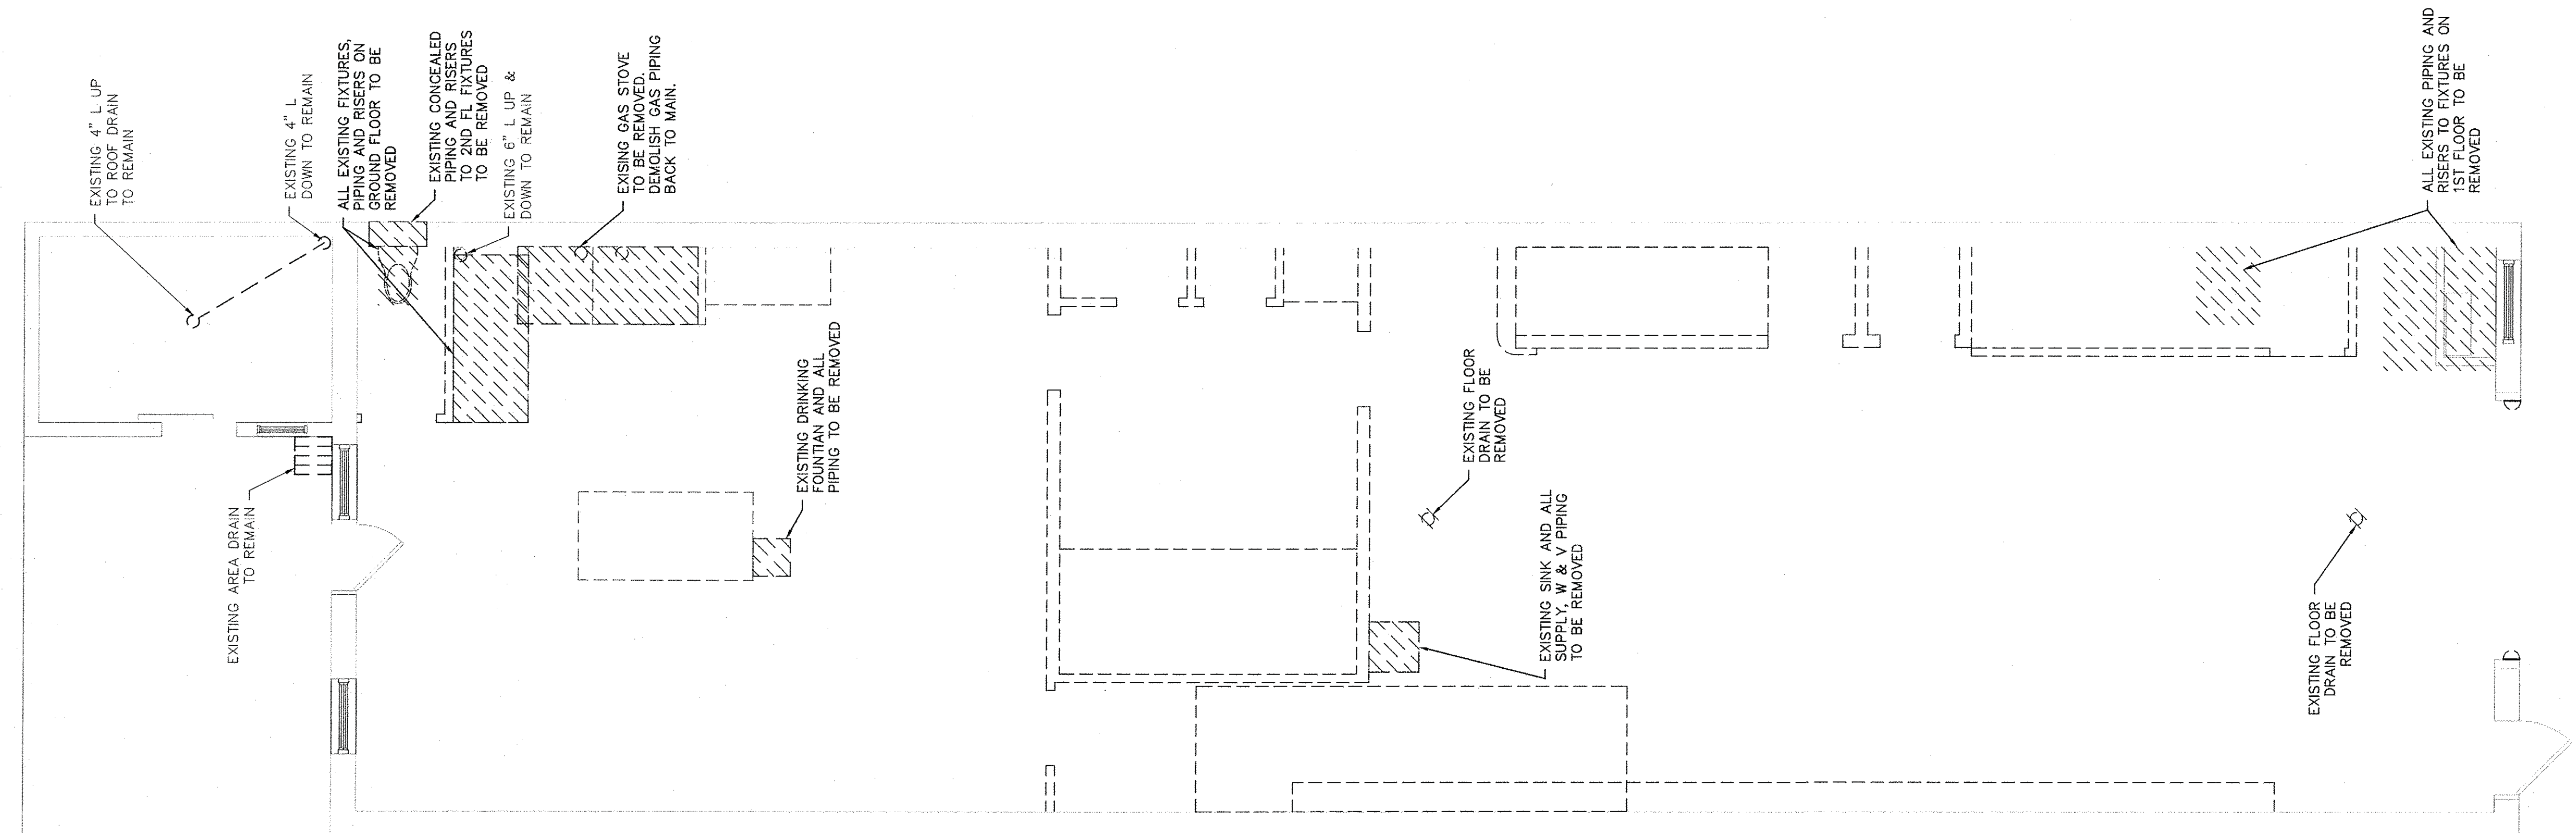 EXISTING 4" L UP
TO ROOF DRAIN
TO REMAIN
EXISTING 4" L
DOWN TO REMAIN
ALL EXISTING FIXTURES,
PIPING AND RISERS ON
GROUND FLOOR TO BE
REMOVED
EXISTING CONCEALED
PIPING AND RISERS
TO 2ND FL FIXTURES
TO BE REMOVED
EXISTING 6" L UP &
DOWN TO REMAIN
EXISING GAS STOVE
TO BE REMOVED.
DEMOLISH GAS PIPING
BACK TO MAIN.
ALL EXISTING PIPING AND
RISERS TO FIXTURES ON
1ST FLOOR TO BE
REMOVED
EXISTING AREA DRAIN
TO REMAIN
EXISTING DRINKING
FOUNTIAN AND ALL
PIPING TO BE REMOVED
EXISTING FLOOR
DRAIN TO BE
REMOVED
EXISTING SINK AND ALL
SUPPLY, W & V PIPING
TO BE REMOVED
EXISTING FLOOR
DRAIN TO BE
REMOVED